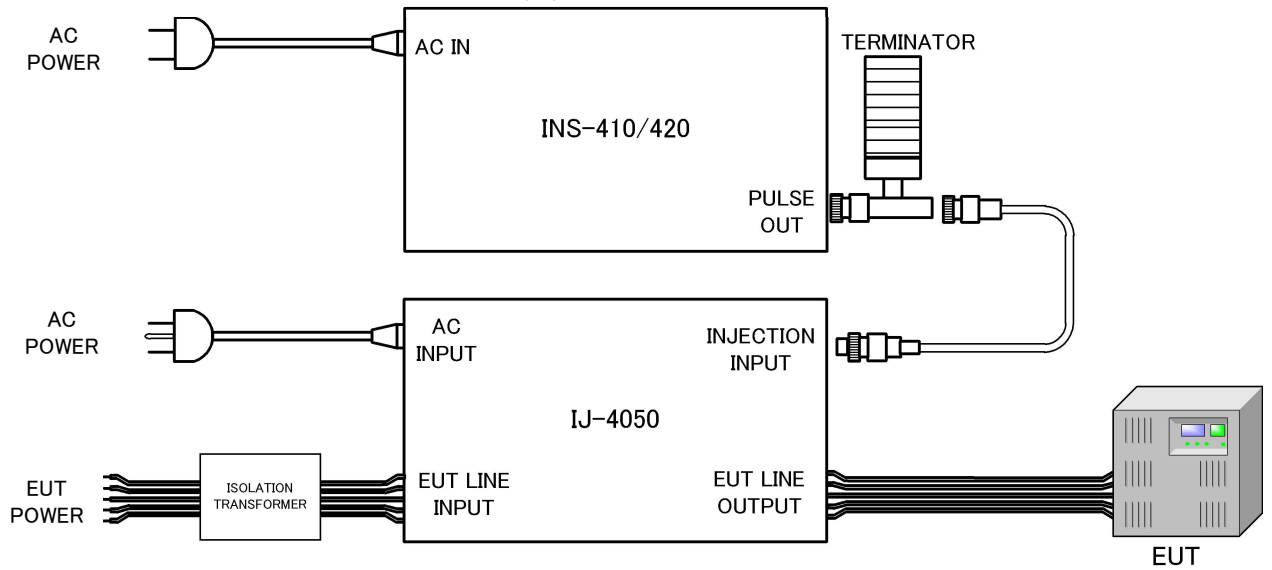 AC
POWER
AC IN
INS-410/420
TERMINATOR
PULSE
OUT
AC
POWER
AC
INPUT
INJECTION
INPUT
IJ-4050
EUT
POWER
ISOLATION
TRANSFORMER
EUT LINE
INPUT
EUT LINE
OUTPUT
EUT